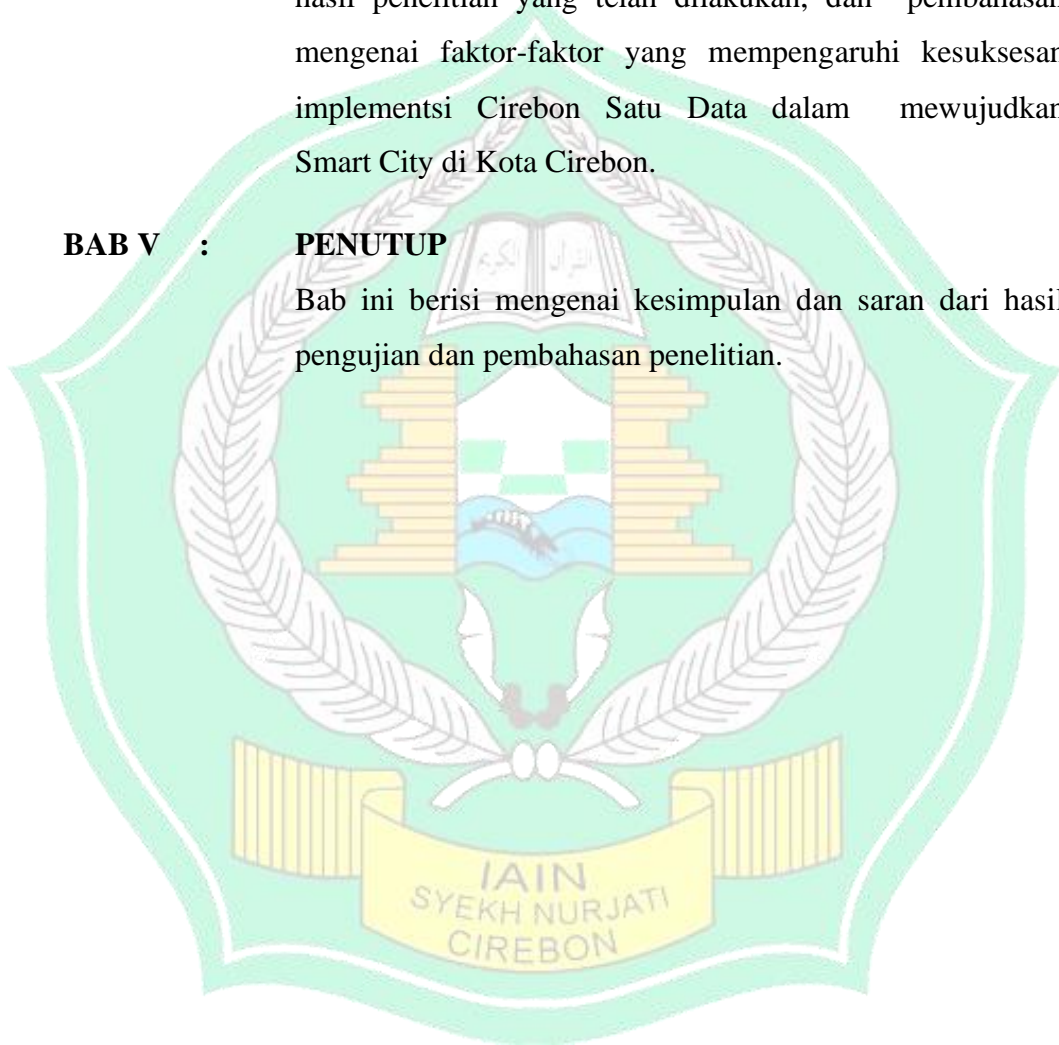 hasil penelitian yang telah dilakukan, dan pembahasan
mengenai faktor-faktor yang mempengaruhi kesuksesan
implementsi Cirebon Satu Data dalam mewujudkan
Smart City di Kota Cirebon.
BAB V : PENUTUP
Bab ini berisi mengenai kesimpulan dan saran dari hasil
pengujian dan pembahasan penelitian.
القرآن الكريم
IAIN
SYEKH NURJATI
CIREBON